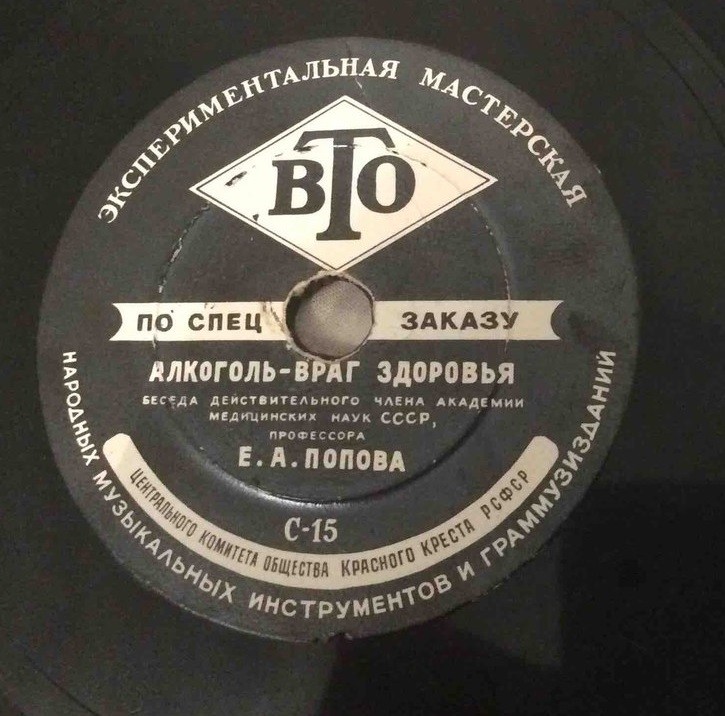 ЭКСПЕРИМЕНТАЛЬНАЯ МАСТЕРСКАЯ
ВТО
ПО СПЕЦ ЗАКАЗУ
АЛКОГОЛЬ-ВРАГ ЗДОРОВЬЯ
БЕСЕДА ДЕЙСТВИТЕЛЬНОГО ЧЛЕНА АКАДЕМИИ
МЕДИЦИНСКИХ НАУК СССР,
ПРОФЕССОРА
Е. А. ПОПОВА
С-15
ЦЕНТРАЛЬНОГО КОМИТЕТА ОБЩЕСТВА КРАСНОГО КРЕСТА РСФСР
НАРОДНЫХ МУЗЫКАЛЬНЫХ ИНСТРУМЕНТОВ И ГРАММУЗИЗДАНИЙ